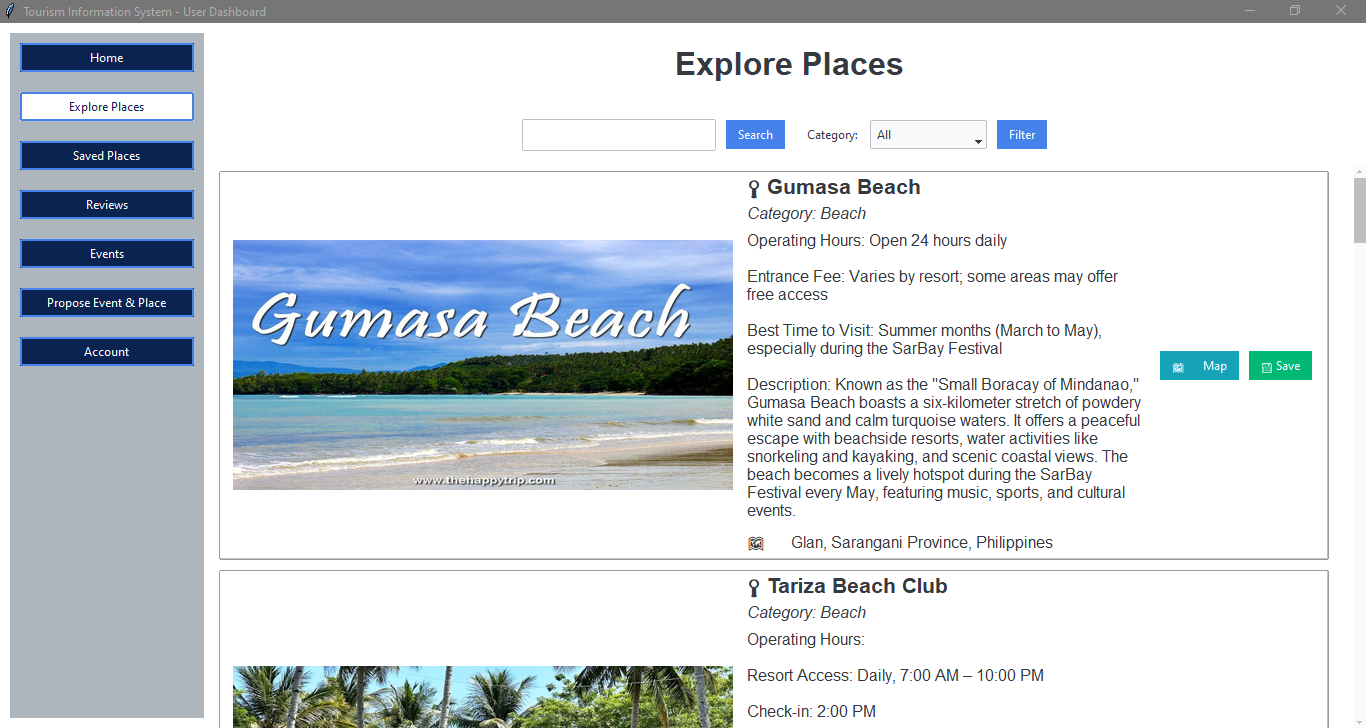 Tourism Information System - User Dashboard
Home
Explore Places
Saved Places
Reviews
Events
Propose Event & Place
Account
Explore Places
Search
Category:
All
Filter
Gumasa Beach
www.thehappytrip.com
Gumasa Beach
Category: Beach
Operating Hours: Open 24 hours daily
Entrance Fee: Varies by resort; some areas may offer
free access
Best Time to Visit: Summer months (March to May),
especially during the SarBay Festival
Description: Known as the "Small Boracay of Mindanao,"
Gumasa Beach boasts a six-kilometer stretch of powdery
white sand and calm turquoise waters. It offers a peaceful
escape with beachside resorts, water activities like
snorkeling and kayaking, and scenic coastal views. The
beach becomes a lively hotspot during the SarBay
Festival every May, featuring music, sports, and cultural
events.
Glan, Sarangani Province, Philippines
Map
Save
Tariza Beach Club
Category: Beach
Operating Hours:
Resort Access: Daily, 7:00 AM – 10:00 PM
Check-in: 2:00 PM